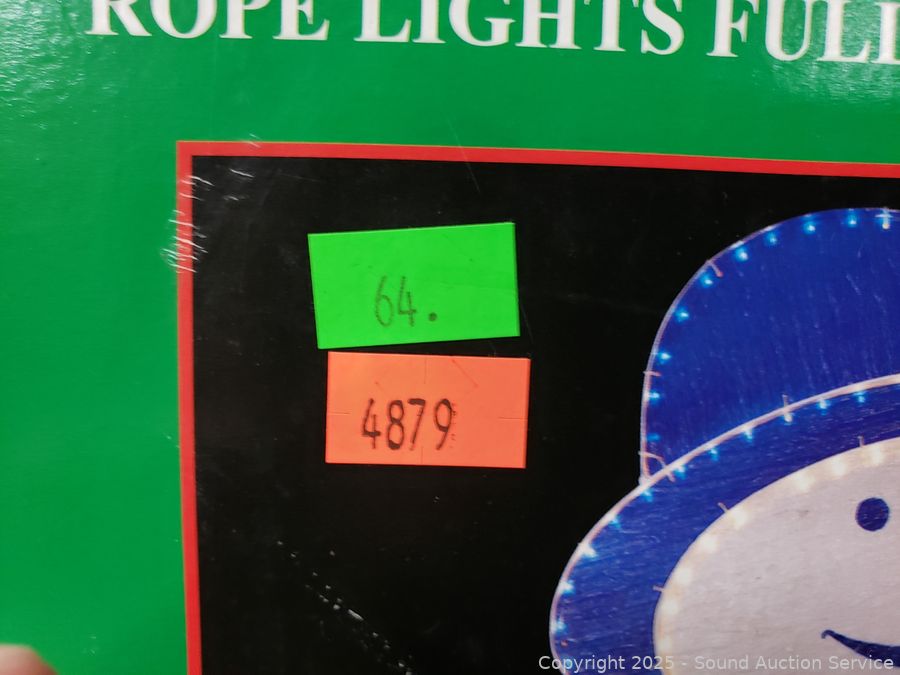 ROPE LIGHTS FULL
64.
4879
Copyright 2025 - Sound Auction Service